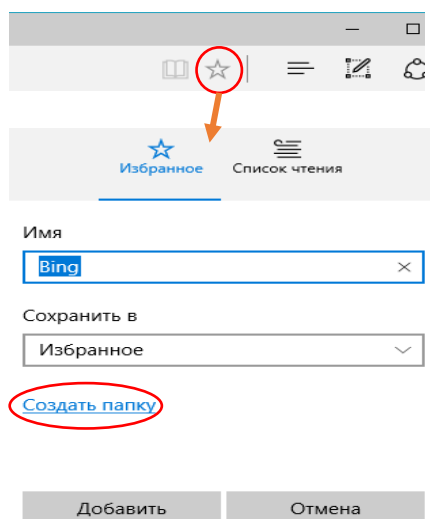 Избранное Список чтения
Имя
Bing
Сохранить в
Избранное
Создать папку
Добавить Отмена